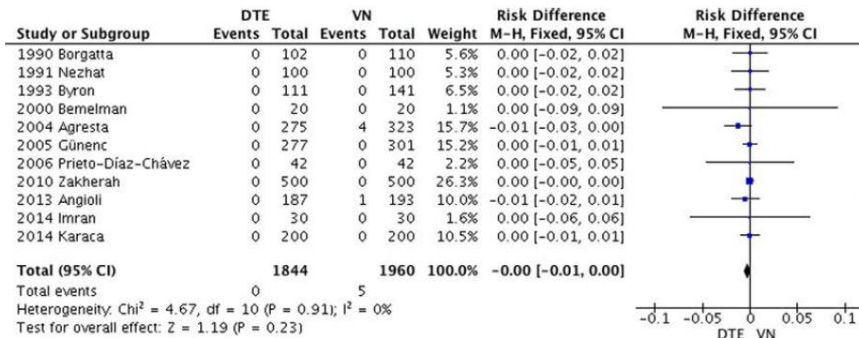 DTE VN Risk Difference Risk Difference
Study or Subgroup Events Total Events Total Weight M-H, Fixed, 95% CI M-H, Fixed, 95% CI
1990 Borgatta 0 102 0 110 5.6% 0.00 [-0.02, 0.02]
1991 Nezhat 0 100 0 100 5.3% 0.00 [-0.02, 0.02]
1993 Byron 0 111 0 141 6.5% 0.00 [-0.02, 0.02]
2000 Bemelman 0 20 0 20 1.1% 0.00 [-0.09, 0.09]
2004 Agresta 0 275 4 323 15.7% -0.01 [-0.03, 0.00]
2005 Günenc 0 277 0 301 15.2% 0.00 [-0.01, 0.01]
2006 Prieto-Díaz-Chávez 0 42 0 42 2.2% 0.00 [-0.05, 0.05]
2010 Zakherah 0 500 0 500 26.3% 0.00 [-0.00, 0.00]
2013 Angioli 0 187 1 193 10.0% -0.01 [-0.02, 0.01]
2014 Imran 0 30 0 30 1.6% 0.00 [-0.06, 0.06]
2014 Karaca 0 200 0 200 10.5% 0.00 [-0.01, 0.01]
Total (95% CI) 1844 1960 100.0% -0.00 [-0.01, 0.00]
Total events 0 5
Heterogeneity: Chi² = 4.67, df = 10 (P = 0.91); I² = 0%
Test for overall effect: Z = 1.19 (P = 0.23)
-0.1 -0.05 0 0.05 0.1
DTE VN